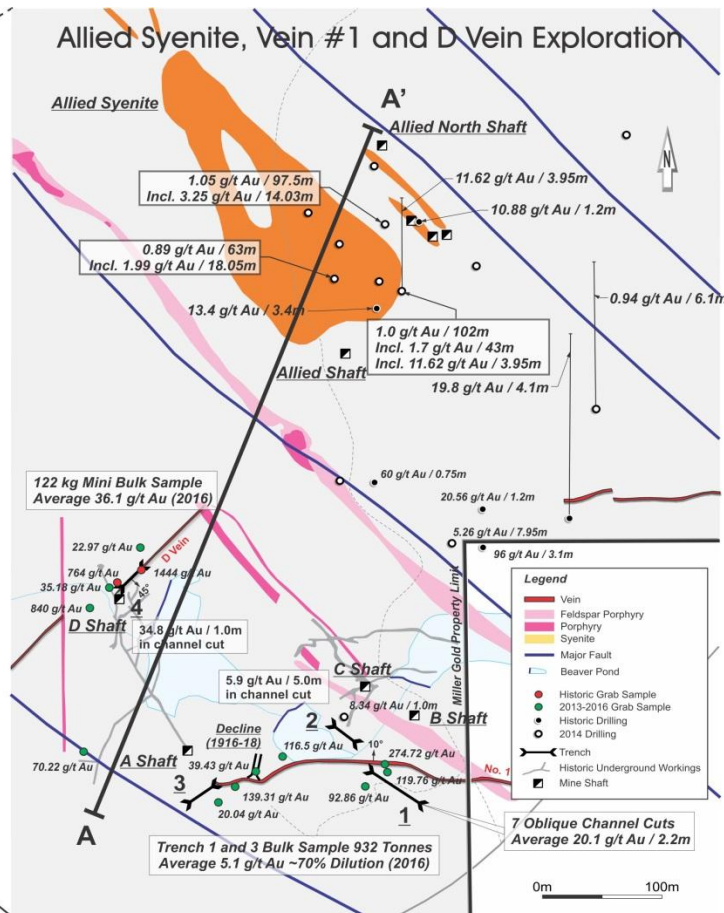 Allied Syenite, Vein #1 and D Vein Exploration
Allied Syenite
A'
Allied North Shaft
N
11.62 g/t Au / 3.95m
1.05 g/t Au / 97.5m
Incl. 3.25 g/t Au / 14.03m
10.88 g/t Au / 1.2m
0.89 g/t Au / 63m
Incl. 1.99 g/t Au / 18.05m
0.94 g/t Au / 6.1m
13.4 g/t Au / 3.4m
1.0 g/t Au / 102m
Incl. 1.7 g/t Au / 43m
Incl. 11.62 g/t Au / 3.95m
Allied Shaft
19.8 g/t Au / 4.1m
122 kg Mini Bulk Sample
Average 36.1 g/t Au (2016)
60 g/t Au / 0.75m
20.56 g/t Au / 1.2m
5.26 g/t Au / 7.95m
96 g/t Au / 3.1m
22.97 g/t Au
D Vein
764 g/t Au
1444 g/t Au
35.18 g/t Au
45°
840 g/t Au
4
D Shaft
34.8 g/t Au / 1.0m
in channel cut
5.9 g/t Au / 5.0m
in channel cut
C Shaft
8.34 g/t Au / 1.0m
B Shaft
Miller Gold Property Limit
Decline
(1916-18)
2
A Shaft
116.5 g/t Au
10°
274.72 g/t Au
70.22 g/t Au
39.43 g/t Au
3
No. 1
119.76 g/t Au
139.31 g/t Au
92.86 g/t Au
20.04 g/t Au
1
A
Trench 1 and 3 Bulk Sample 932 Tonnes
Average 5.1 g/t Au ~70% Dilution (2016)
7 Oblique Channel Cuts
Average 20.1 g/t Au / 2.2m
Legend
Vein
Feldspar Porphyry
Porphyry
Syenite
Major Fault
Beaver Pond
Historic Grab Sample
2013-2016 Grab Sample
Historic Drilling
2014 Drilling
Trench
Historic Underground Workings
Mine Shaft
0m
100m